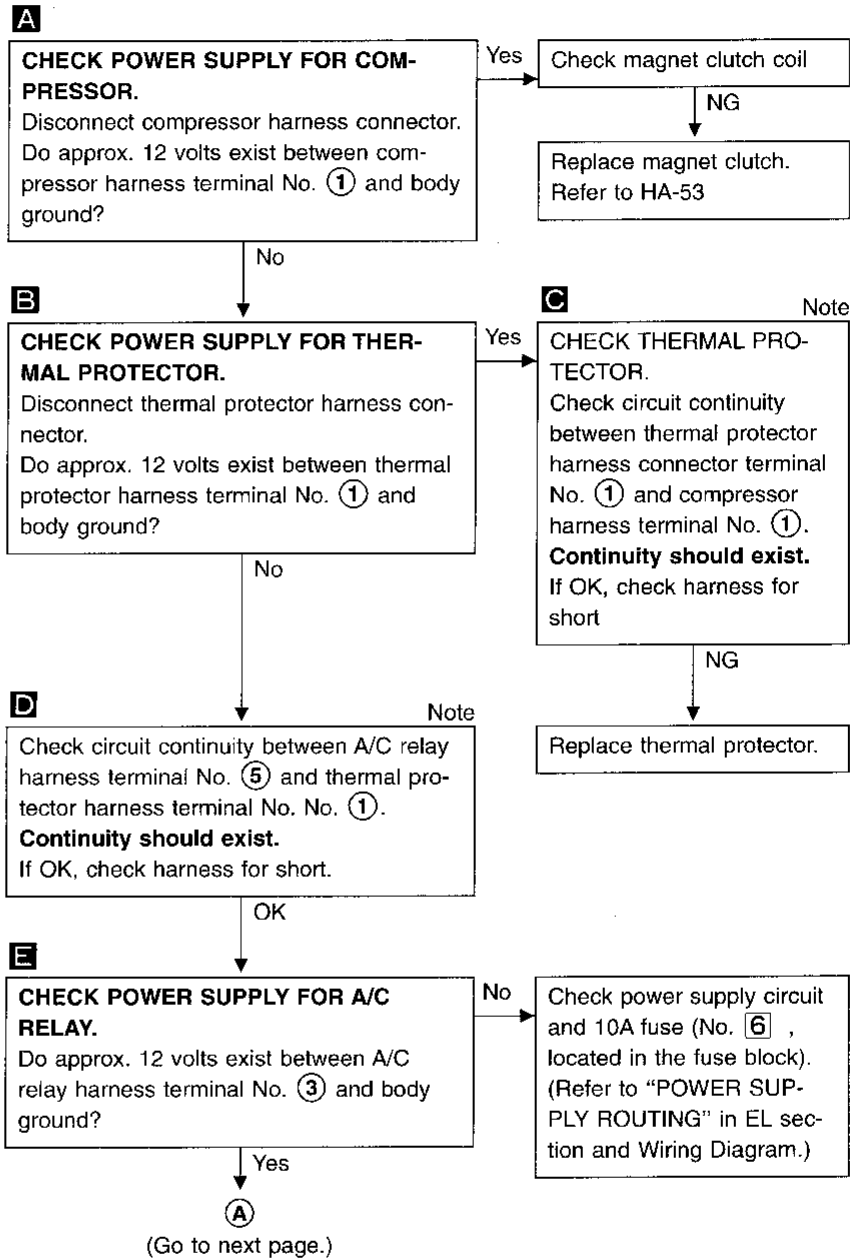 A
CHECK POWER SUPPLY FOR COM-
PRESSOR.
Disconnect compressor harness connector.
Do approx. 12 volts exist between com-
pressor harness terminal No. ① and body
ground?
Yes
Check magnet clutch coil
NG
Replace magnet clutch.
Refer to HA-53
No
B
CHECK POWER SUPPLY FOR THER-
MAL PROTECTOR.
Disconnect thermal protector harness con-
nector.
Do approx. 12 volts exist between thermal
protector harness terminal No. ① and
body ground?
Yes
C
Note
CHECK THERMAL PRO-
TECTOR.
Check circuit continuity
between thermal protector
harness connector terminal
No. ① and compressor
harness terminal No. ①.
Continuity should exist.
If OK, check harness for
short
NG
Replace thermal protector.
No
D
Note
Check circuit continuity between A/C relay
harness terminal No. ⑤ and thermal pro-
tector harness terminal No. No. ①.
Continuity should exist.
If OK, check harness for short.
OK
E
CHECK POWER SUPPLY FOR A/C
RELAY.
Do approx. 12 volts exist between A/C
relay harness terminal No. ③ and body
ground?
No
Check power supply circuit
and 10A fuse (No. 6 ,
located in the fuse block).
(Refer to “POWER SUP-
PLY ROUTING” in EL sec-
tion and Wiring Diagram.)
Yes
Ⓐ
(Go to next page.)